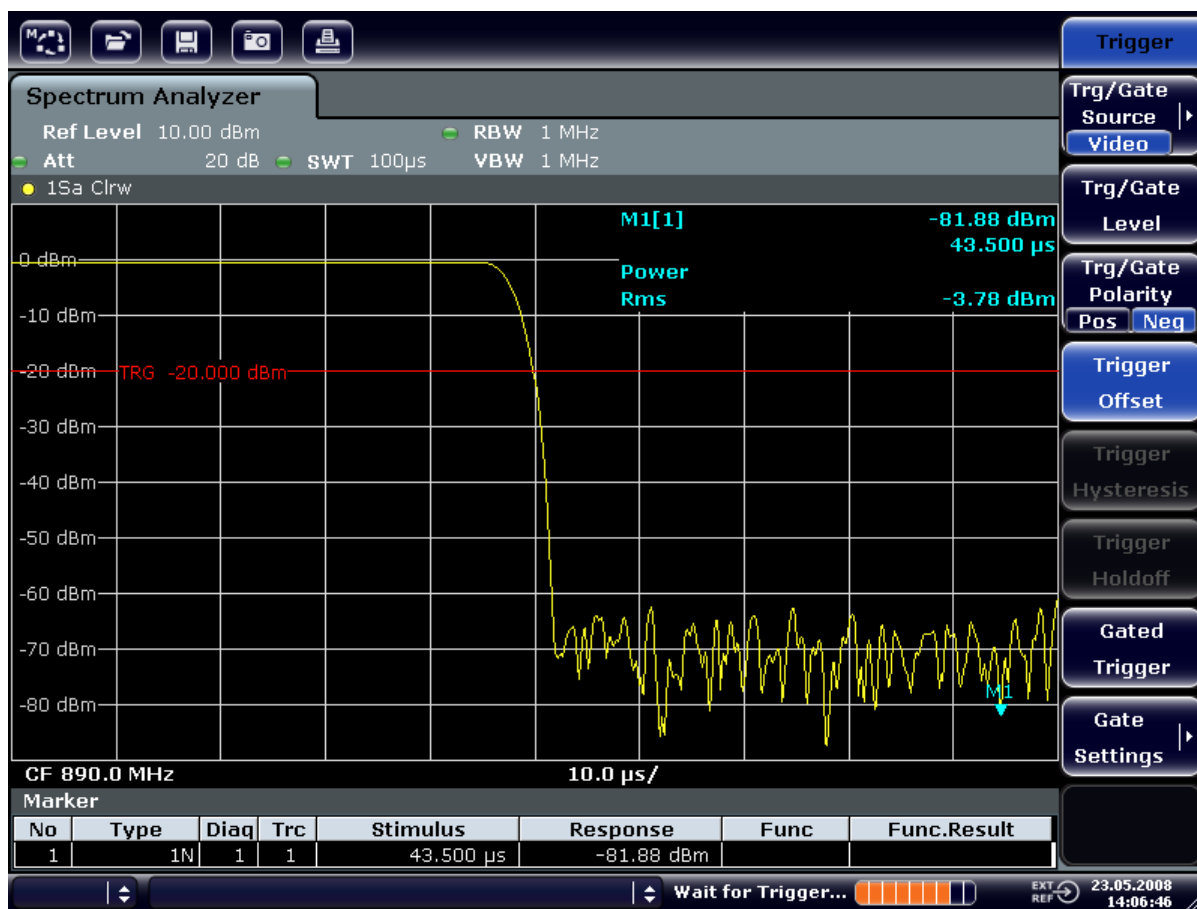 M
Trigger
Spectrum Analyzer
Trg/Gate
Source
Video
Ref Level 10.00 dBm RBW 1 MHz
Att 20 dB SWT 100µs VBW 1 MHz
1Sa Clrw
Trg/Gate
Level
M1[1] -81.88 dBm
43.500 µs
Power
Rms -3.78 dBm
Trg/Gate
Polarity
Pos Neg
0 dBm
-10 dBm
-20 dBm TRG -20.000 dBm
-30 dBm
-40 dBm
-50 dBm
-60 dBm
-70 dBm
-80 dBm
M1
Trigger
Offset
Trigger
Hysteresis
Trigger
Holdoff
Gated
Trigger
Gate
Settings
CF 890.0 MHz 10.0 µs/
Marker
No Type Diaq Trc Stimulus Response Func Func.Result
1 1N 1 1 43.500 µs -81.88 dBm
Wait for Trigger... EXT REF 23.05.2008
14:06:46